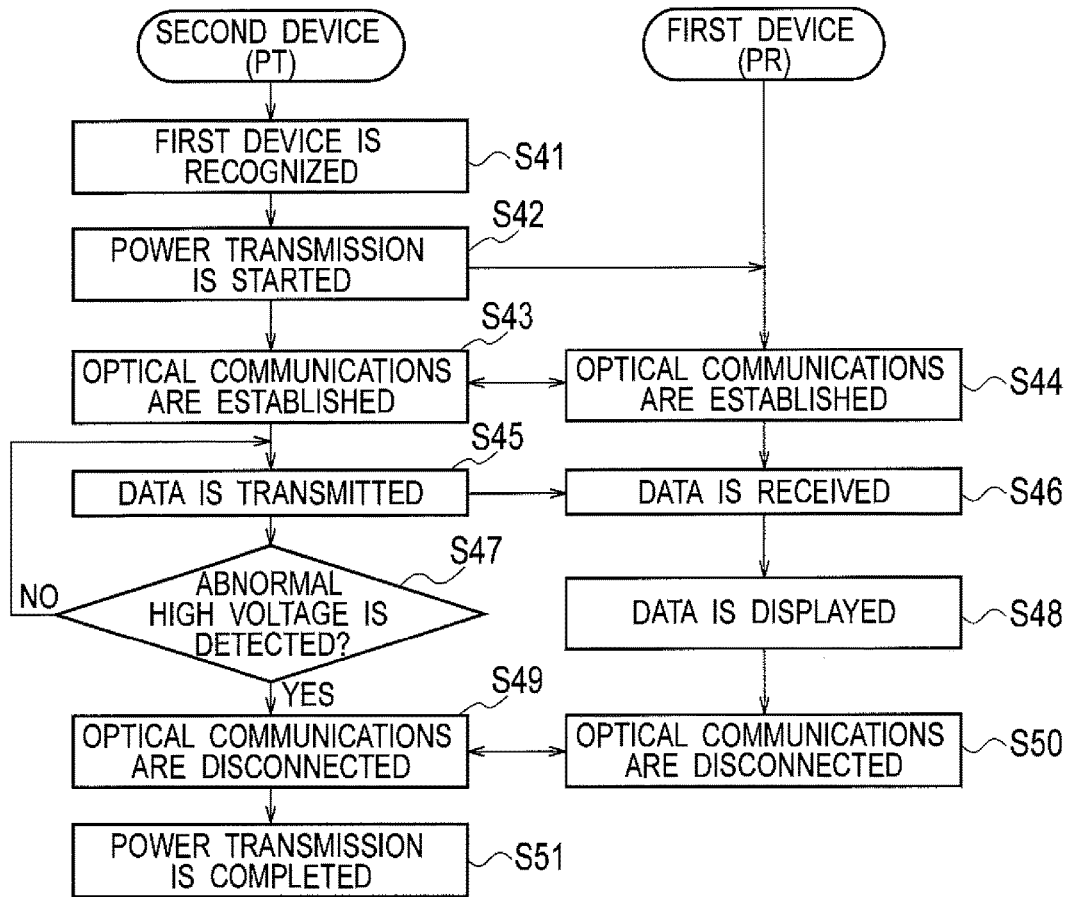 SECOND DEVICE
(PT)
FIRST DEVICE
(PR)
FIRST DEVICE IS
RECOGNIZED
S41
POWER TRANSMISSION
IS STARTED
S42
OPTICAL COMMUNICATIONS
ARE ESTABLISHED
S43
OPTICAL COMMUNICATIONS
ARE ESTABLISHED
S44
DATA IS TRANSMITTED
S45
DATA IS RECEIVED
S46
ABNORMAL
HIGH VOLTAGE IS
DETECTED?
S47
NO
YES
DATA IS DISPLAYED
S48
OPTICAL COMMUNICATIONS
ARE DISCONNECTED
S49
OPTICAL COMMUNICATIONS
ARE DISCONNECTED
S50
POWER TRANSMISSION
IS COMPLETED
S51